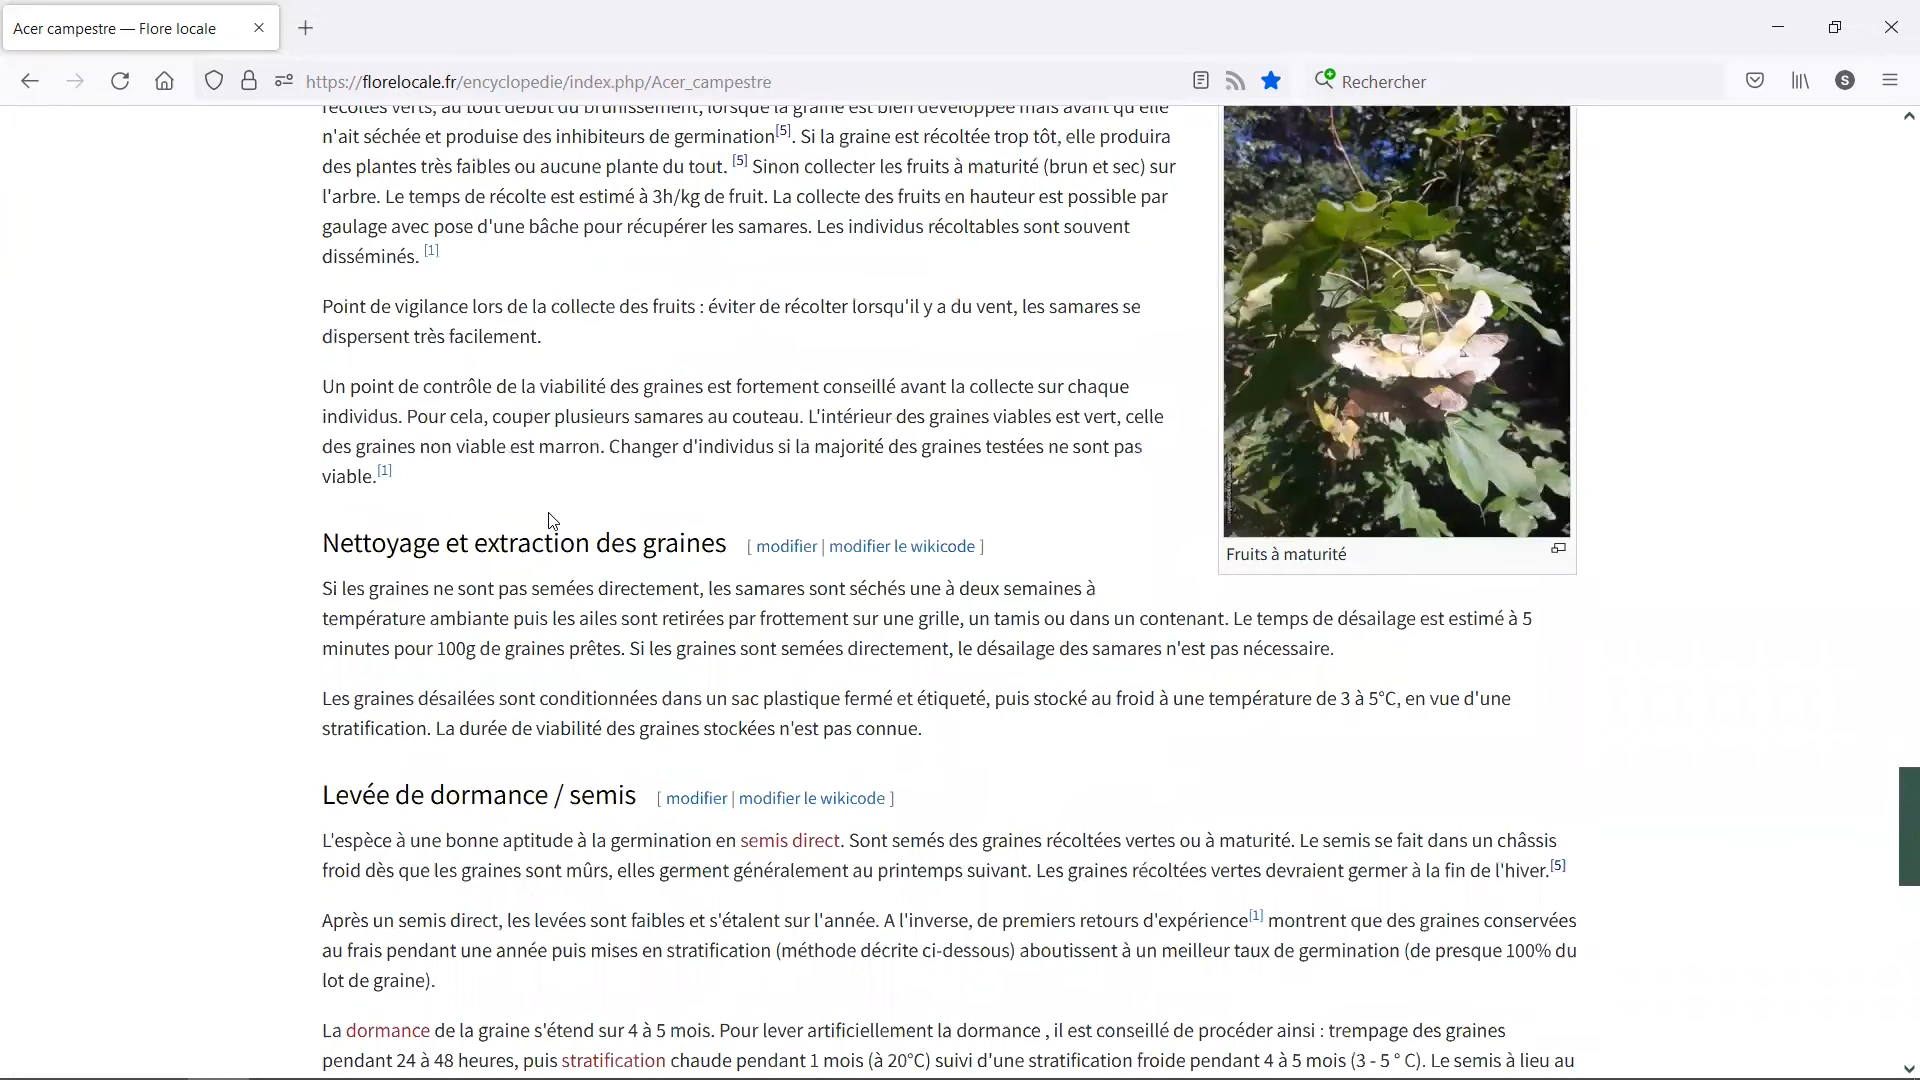 Acer campestre — Flore locale
https://florelocale.fr/encyclopedie/index.php/Acer_campestre
Rechercher
S
récoltés verts, au tout début du brunissement, lorsque la graine est bien développée mais avant qu'elle
n'ait séchée et produise des inhibiteurs de germination[5]. Si la graine est récoltée trop tôt, elle produira
des plantes très faibles ou aucune plante du tout. [5] Sinon collecter les fruits à maturité (brun et sec) sur
l'arbre. Le temps de récolte est estimé à 3h/kg de fruit. La collecte des fruits en hauteur est possible par
gaulage avec pose d'une bâche pour récupérer les samares. Les individus récoltables sont souvent
disséminés. [1]
Point de vigilance lors de la collecte des fruits : éviter de récolter lorsqu'il y a du vent, les samares se
dispersent très facilement.
Un point de contrôle de la viabilité des graines est fortement conseillé avant la collecte sur chaque
individus. Pour cela, couper plusieurs samares au couteau. L'intérieur des graines viables est vert, celle
des graines non viable est marron. Changer d'individus si la majorité des graines testées ne sont pas
viable.[1]
Fruits à maturité
Nettoyage et extraction des graines [ modifier | modifier le wikicode ]
Si les graines ne sont pas semées directement, les samares sont séchés une à deux semaines à
température ambiante puis les ailes sont retirées par frottement sur une grille, un tamis ou dans un contenant. Le temps de désailage est estimé à 5
minutes pour 100g de graines prêtes. Si les graines sont semées directement, le désailage des samares n'est pas nécessaire.
Les graines désailées sont conditionnées dans un sac plastique fermé et étiqueté, puis stocké au froid à une température de 3 à 5°C, en vue d'une
stratification. La durée de viabilité des graines stockées n'est pas connue.
Levée de dormance / semis [ modifier | modifier le wikicode ]
L'espèce à une bonne aptitude à la germination en semis direct. Sont semés des graines récoltées vertes ou à maturité. Le semis se fait dans un châssis
froid dès que les graines sont mûrs, elles germent généralement au printemps suivant. Les graines récoltées vertes devraient germer à la fin de l'hiver.[5]
Après un semis direct, les levées sont faibles et s'étalent sur l'année. A l'inverse, de premiers retours d'expérience[1] montrent que des graines conservées
au frais pendant une année puis mises en stratification (méthode décrite ci-dessous) aboutissent à un meilleur taux de germination (de presque 100% du
lot de graine).
La dormance de la graine s'étend sur 4 à 5 mois. Pour lever artificiellement la dormance , il est conseillé de procéder ainsi : trempage des graines
pendant 24 à 48 heures, puis stratification chaude pendant 1 mois (à 20°C) suivi d'une stratification froide pendant 4 à 5 mois (3 - 5 ° C). Le semis à lieu au